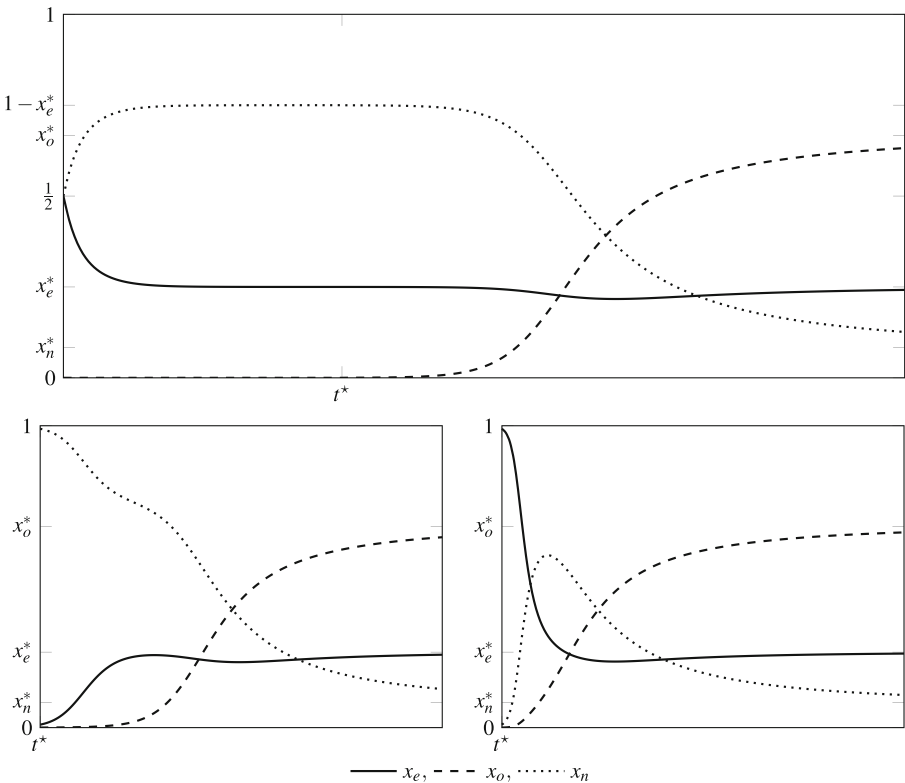 1
1 − x_e^*
x_o^*
1/2
x_e^*
x_n^*
0
t^⋆
1
x_o^*
x_e^*
x_n^*
0
t^⋆
1
x_o^*
x_e^*
x_n^*
0
t^⋆
x_e, x_o, x_n